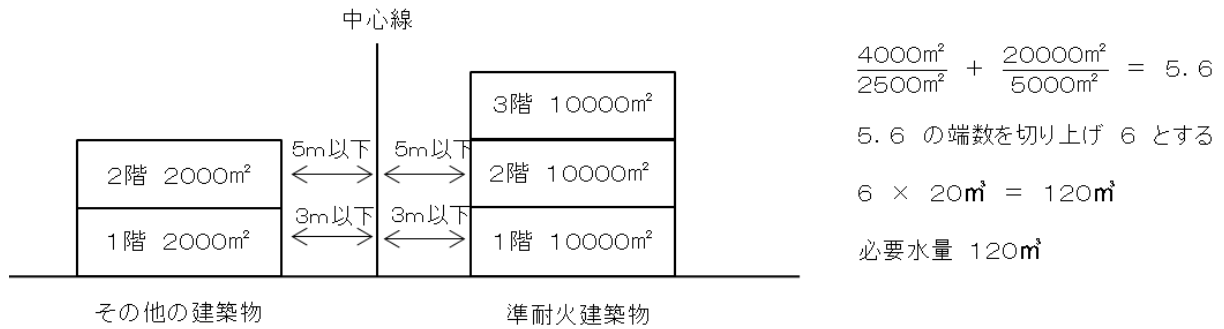 中心線
3階 10000㎡
5m以下 5m以下
2階 2000㎡ 2階 10000㎡
3m以下 3m以下
1階 2000㎡ 1階 10000㎡
その他の建築物 準耐火建築物
4000㎡/2500㎡ + 20000㎡/5000㎡ = 5.6
5.6 の端数を切り上げ 6 とする
6 × 20㎥ = 120㎥
必要水量 120㎥